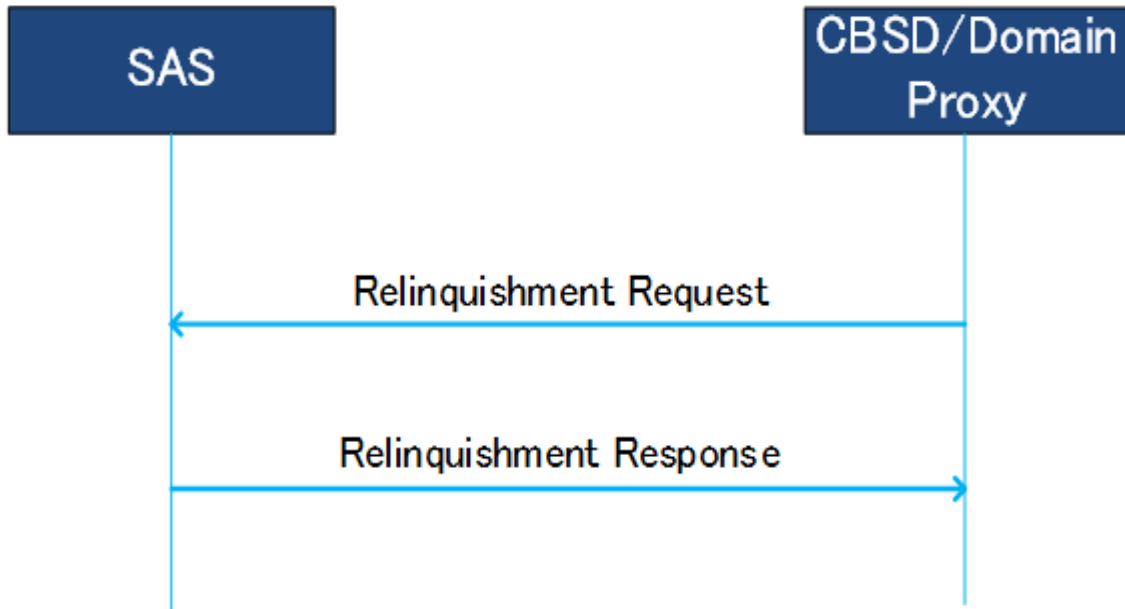 SAS
CBSD/Domain
Proxy
Relinquishment Request
Relinquishment Response